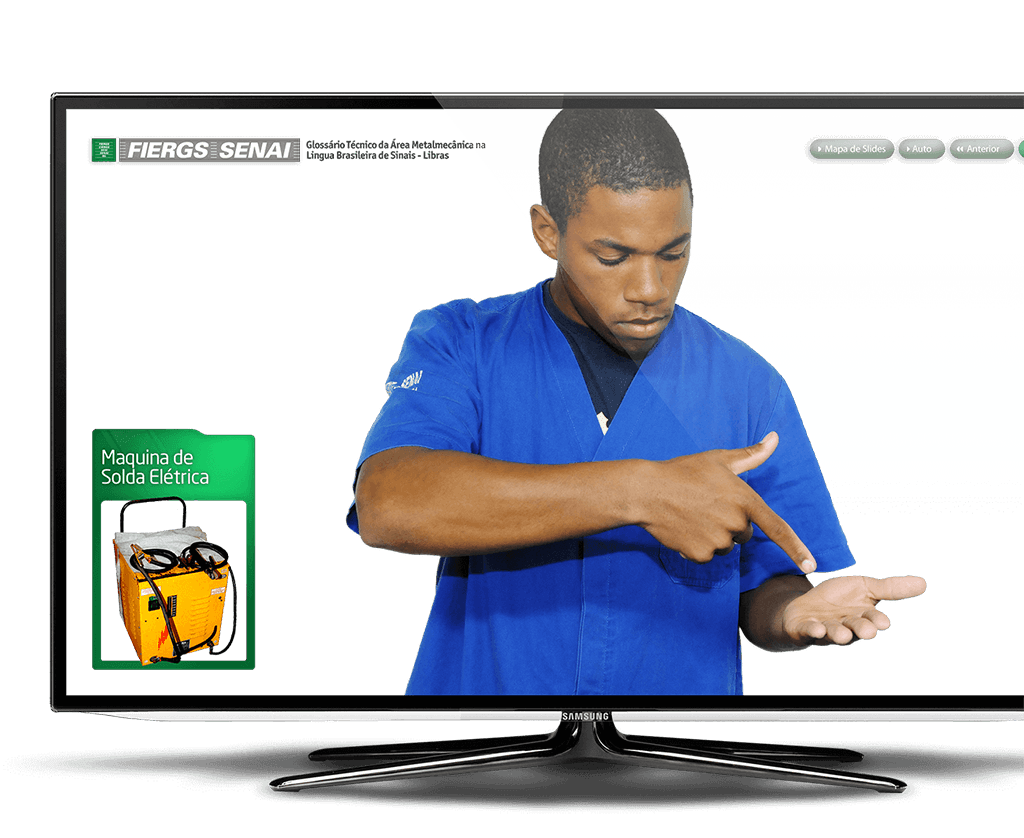 FIERGS SENAI
Glossário Técnico da Área Metalmecânica na
Língua Brasileira de Sinais - Libras
Mapa de Slides
Auto
Anterior
Maquina de
Solda Elétrica
SAMSUNG